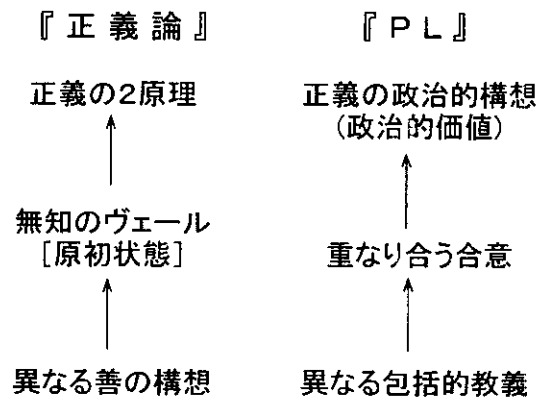 『正義論』
正義の2原理
無知のヴェール
[原初状態]
異なる善の構想
『PL』
正義の政治的構想
(政治的価値)
重なり合う合意
異なる包括的教義